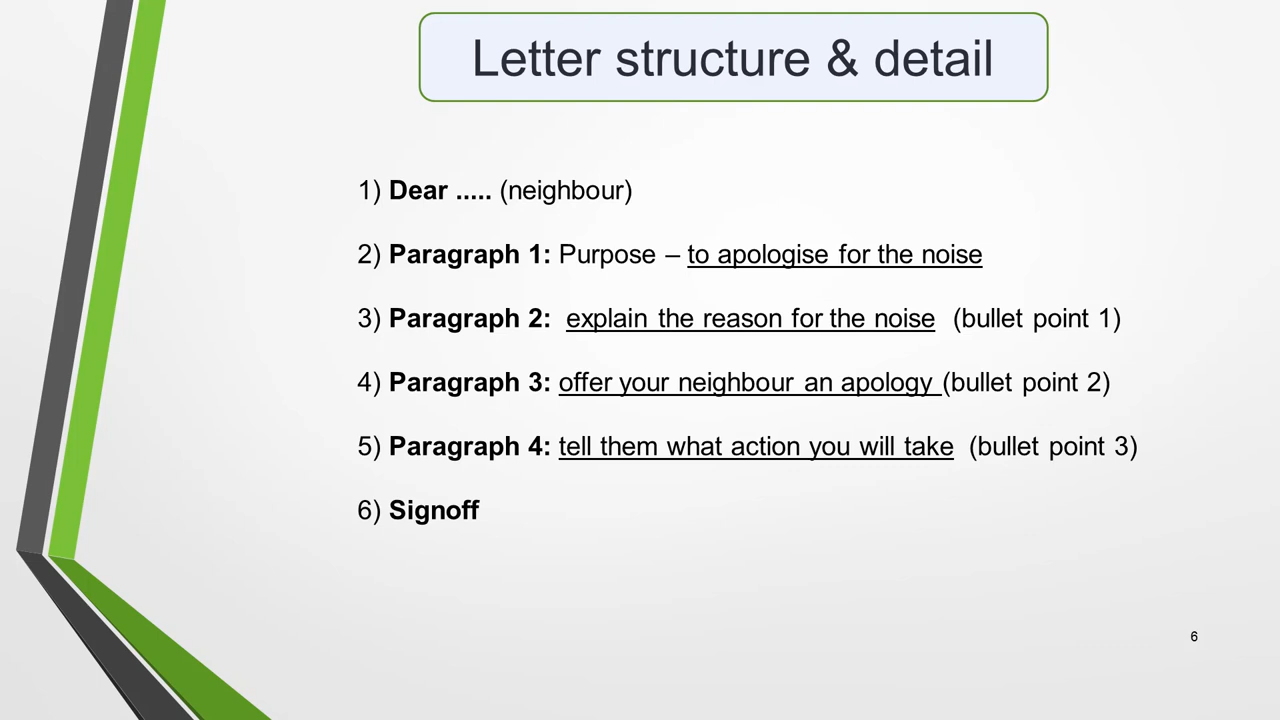 Letter structure & detail
1) Dear ..... (neighbour)
2) Paragraph 1: Purpose – to apologise for the noise
3) Paragraph 2: explain the reason for the noise (bullet point 1)
4) Paragraph 3: offer your neighbour an apology (bullet point 2)
5) Paragraph 4: tell them what action you will take (bullet point 3)
6) Signoff
6